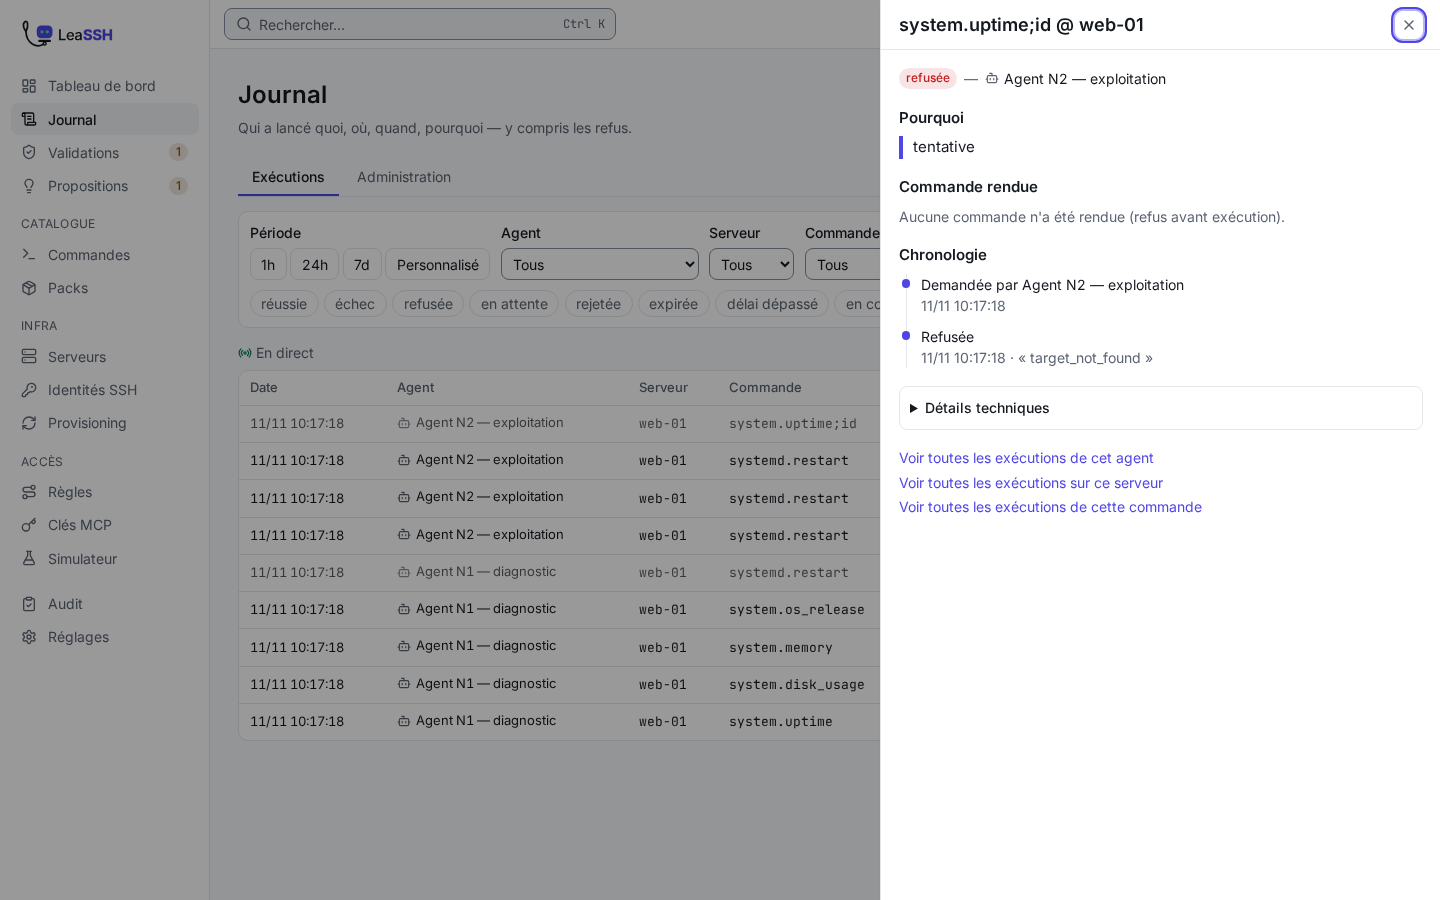 LeaSSH
Rechercher... Ctrl K
Tableau de bord
Journal
Validations 1
Propositions 1
CATALOGUE
Commandes
Packs
INFRA
Serveurs
Identités SSH
Provisioning
ACCÈS
Règles
Clés MCP
Simulateur
Audit
Réglages
Journal
Qui a lancé quoi, où, quand, pourquoi — y compris les refus.
Exécutions Administration
Période Agent Serveur Commande
1h 24h 7d Personnalisé Tous Tous Tous
réussie échec refusée en attente rejetée expirée délai dépassé en co
En direct
Date Agent Serveur Commande
11/11 10:17:18 Agent N2 — exploitation web-01 system.uptime;id
11/11 10:17:18 Agent N2 — exploitation web-01 systemd.restart
11/11 10:17:18 Agent N2 — exploitation web-01 systemd.restart
11/11 10:17:18 Agent N2 — exploitation web-01 systemd.restart
11/11 10:17:18 Agent N1 — diagnostic web-01 systemd.restart
11/11 10:17:18 Agent N1 — diagnostic web-01 system.os_release
11/11 10:17:18 Agent N1 — diagnostic web-01 system.memory
11/11 10:17:18 Agent N1 — diagnostic web-01 system.disk_usage
11/11 10:17:18 Agent N1 — diagnostic web-01 system.uptime
system.uptime;id @ web-01
refusée — Agent N2 — exploitation
Pourquoi
tentative
Commande rendue
Aucune commande n'a été rendue (refus avant exécution).
Chronologie
Demandée par Agent N2 — exploitation
11/11 10:17:18
Refusée
11/11 10:17:18 · « target_not_found »
Détails techniques
Voir toutes les exécutions de cet agent
Voir toutes les exécutions sur ce serveur
Voir toutes les exécutions de cette commande